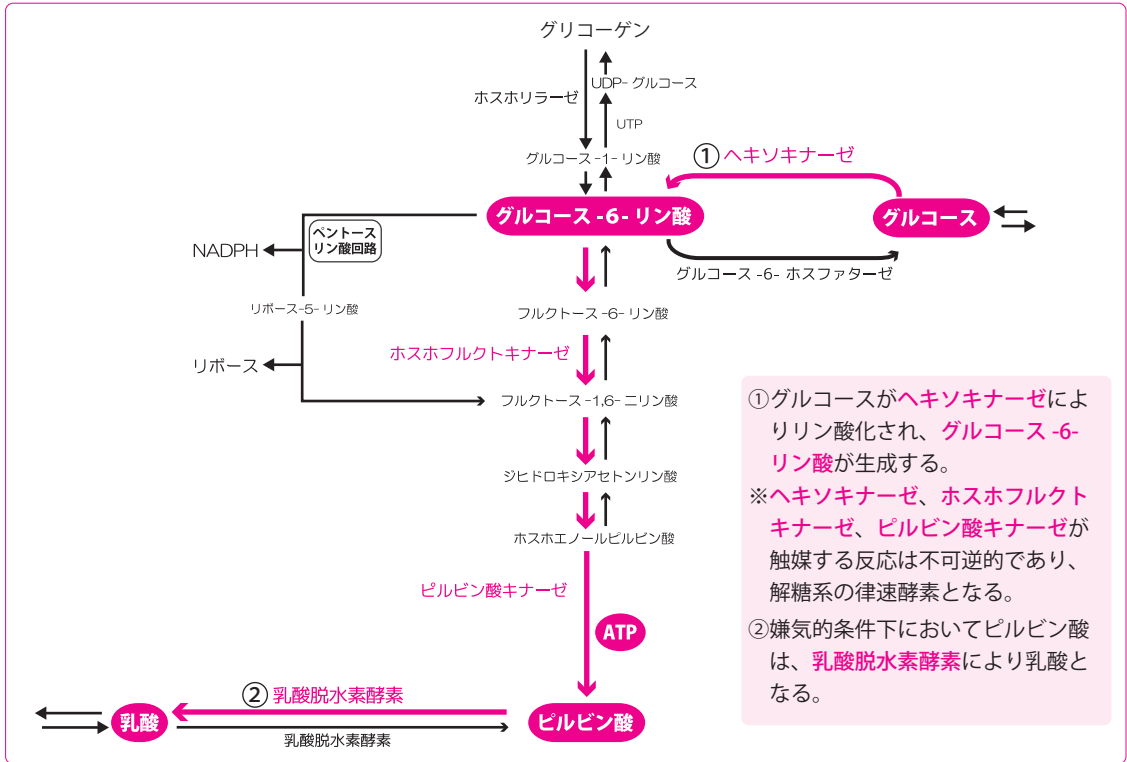 グリコーゲン
UDP- グルコース
ホスホリラーゼ
UTP
グルコース -1- リン酸
① ヘキソキナーゼ
グルコース -6- リン酸
グルコース
ペントース
リン酸回路
NADPH
グルコース -6- ホスファターゼ
リボース-5- リン酸
フルクトース -6- リン酸
ホスホフルクトキナーゼ
リボース
フルクトース -1,6- ニリン酸
ジヒドロキシアセトンリン酸
ホスホエノールピルビン酸
ピルビン酸キナーゼ
ATP
② 乳酸脱水素酵素
乳酸
ピルビン酸
乳酸脱水素酵素
①グルコースがヘキソキナーゼによ
りリン酸化され、グルコース -6-
リン酸が生成する。
※ヘキソキナーゼ、ホスホフルクト
キナーゼ、ピルビン酸キナーゼが
触媒する反応は不可逆的であり、
解糖系の律速酵素となる。
②嫌気的条件下においてピルビン酸
は、乳酸脱水素酵素により乳酸と
なる。